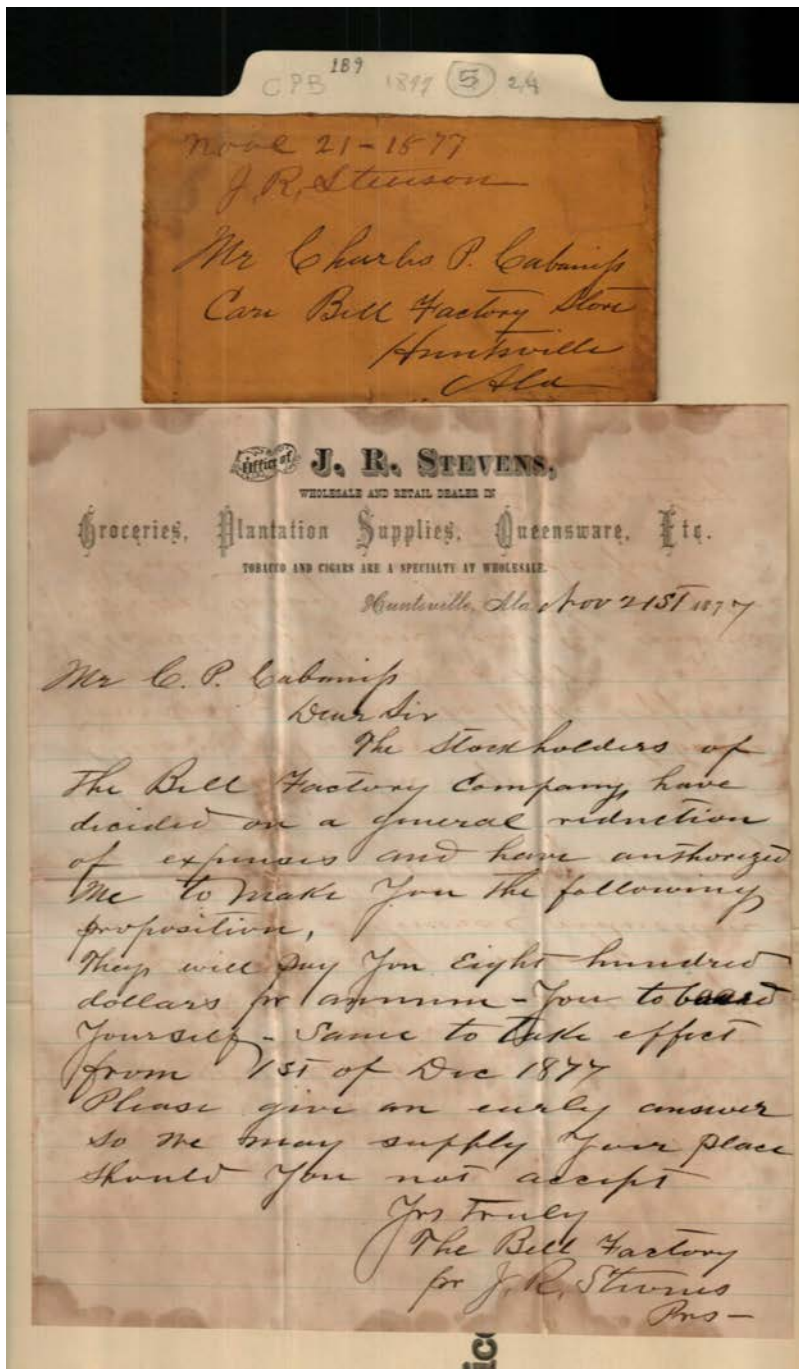 CPB 189 1877 5 24
Novl 21-1877
J. R. Stevenson
Mr Charles P. Cabaniss
Care Bell Factory Store
Huntsville
Ala
Office of J. R. STEVENS,
WHOLESALE AND RETAIL DEALER IN
Groceries, Plantation Supplies, Queensware, Etc.
TOBACCO AND CIGARS ARE A SPECIALTY AT WHOLESALE.
Huntsville, Ala Nov 21ST 1877
Mr C. P. Cabaniss
Dear Sir
The Stockholders of
The Bell Factory Company, have
decided on a general reduction
of expenses and have authorized
Me to make You the following
proposition,
They will pay You Eight hundred
dollars pr annum - You to board
Yourself - Same to take effect
from 1st of Dec 1877
Please give an early answer
so we may supply Your place
should You not accept
Yrs Truly
The Bell Factory
pr J. R. Stevens
Prs -